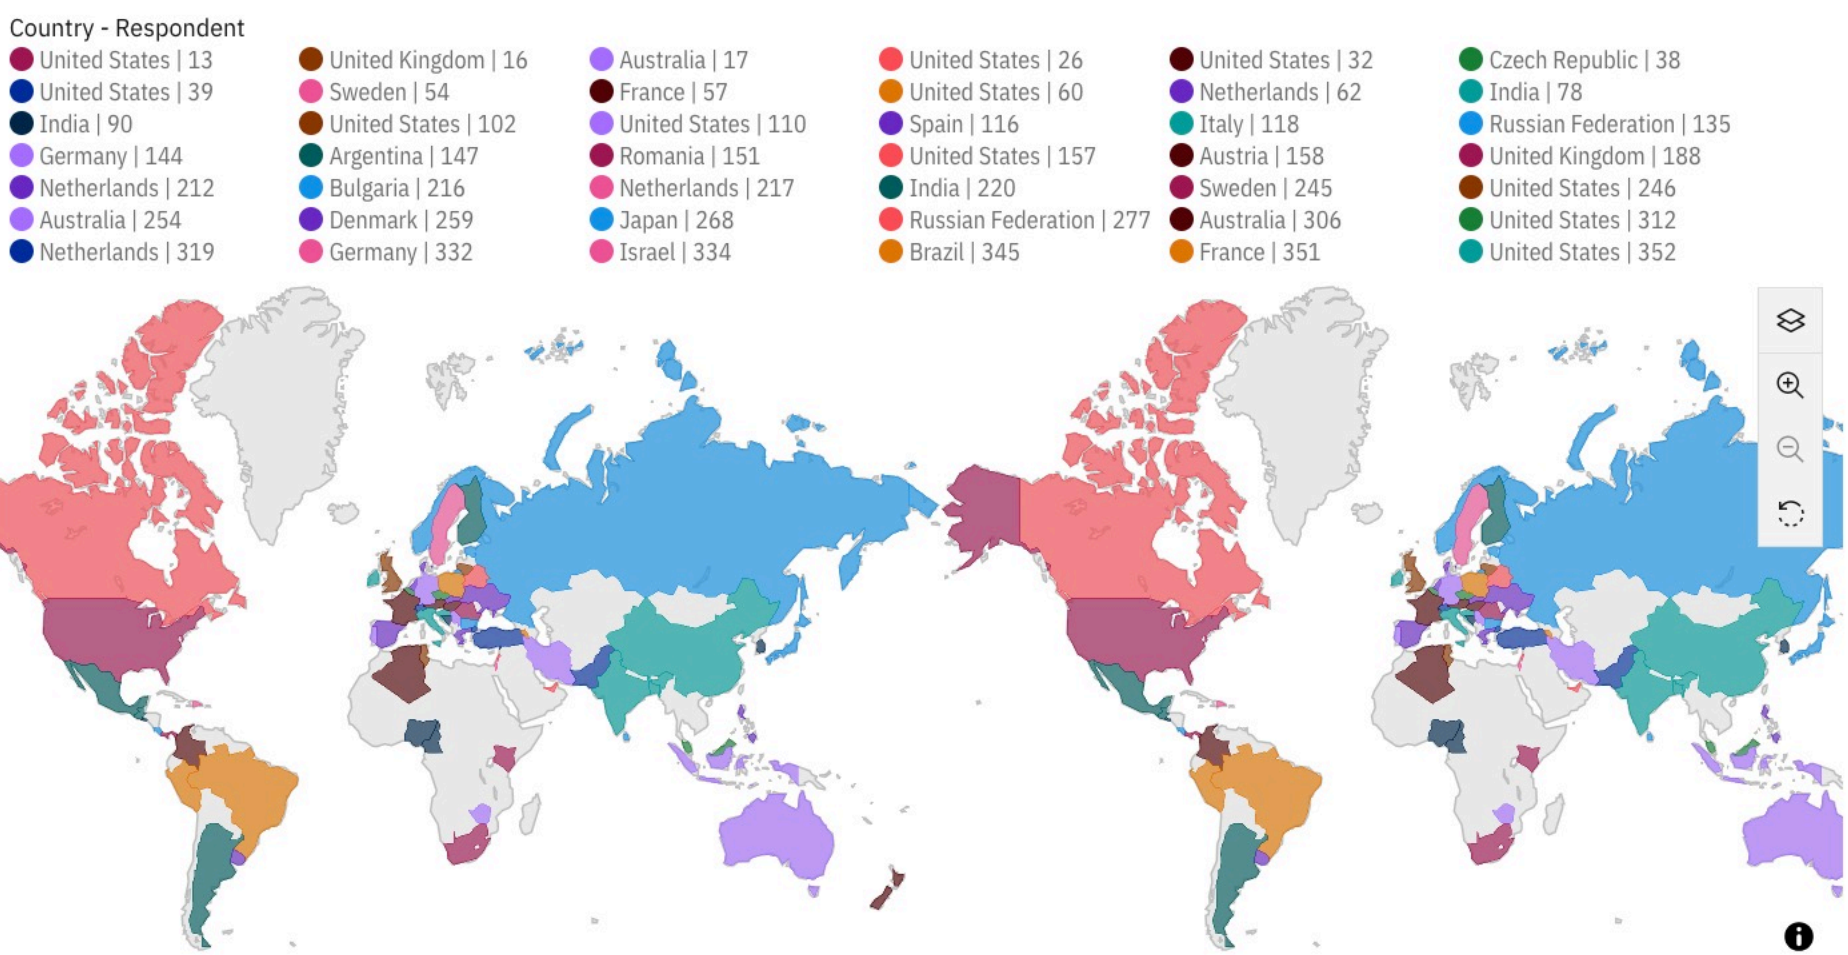 Country - Respondent
United States | 13 United Kingdom | 16 Australia | 17 United States | 26 United States | 32 Czech Republic | 38
United States | 39 Sweden | 54 France | 57 United States | 60 Netherlands | 62 India | 78
India | 90 United States | 102 United States | 110 Spain | 116 Italy | 118 Russian Federation | 135
Germany | 144 Argentina | 147 Romania | 151 United States | 157 Austria | 158 United Kingdom | 188
Netherlands | 212 Bulgaria | 216 Netherlands | 217 India | 220 Sweden | 245 United States | 246
Australia | 254 Denmark | 259 Japan | 268 Russian Federation | 277 Australia | 306 United States | 312
Netherlands | 319 Germany | 332 Israel | 334 Brazil | 345 France | 351 United States | 352